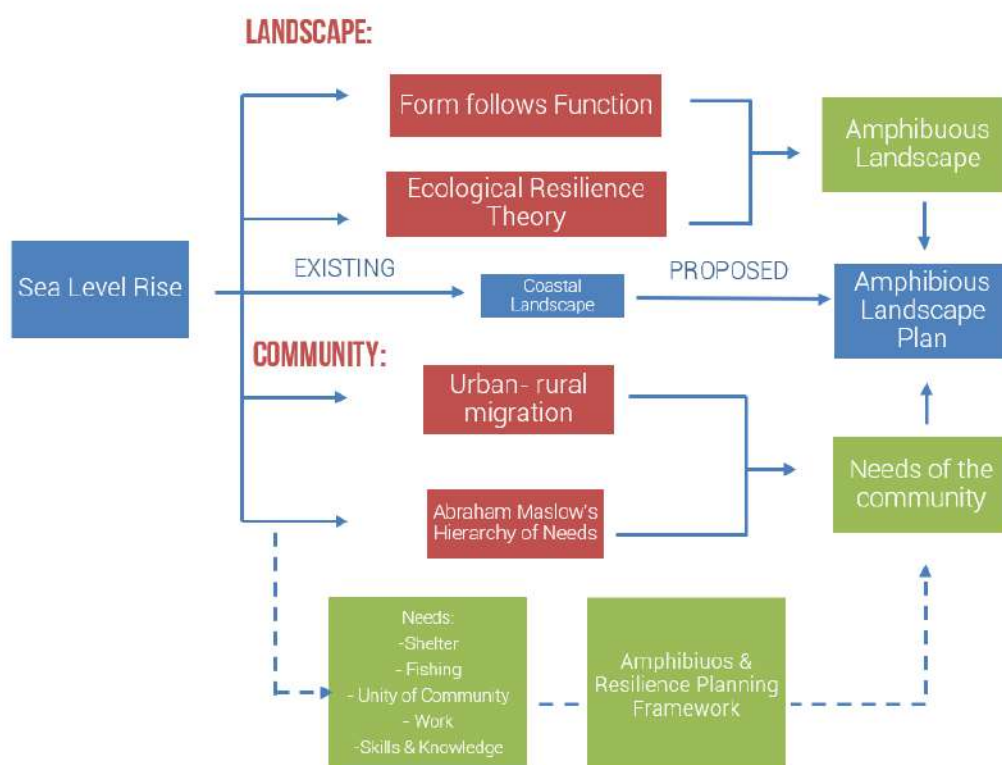 LANDSCAPE:
Form follows Function
Ecological Resilience
Theory
Amphibuous
Landscape
Sea Level Rise
EXISTING
Coastal
Landscape
PROPOSED
Amphibious
Landscape
Plan
COMMUNITY:
Urban- rural
migration
Abraham Maslow's
Hierarchy of Needs
Needs of the
community
Needs:
-Shelter
- Fishing
- Unity of Community
- Work
-Skills & Knowledge
Amphibiuos &
Resilience Planning
Framework